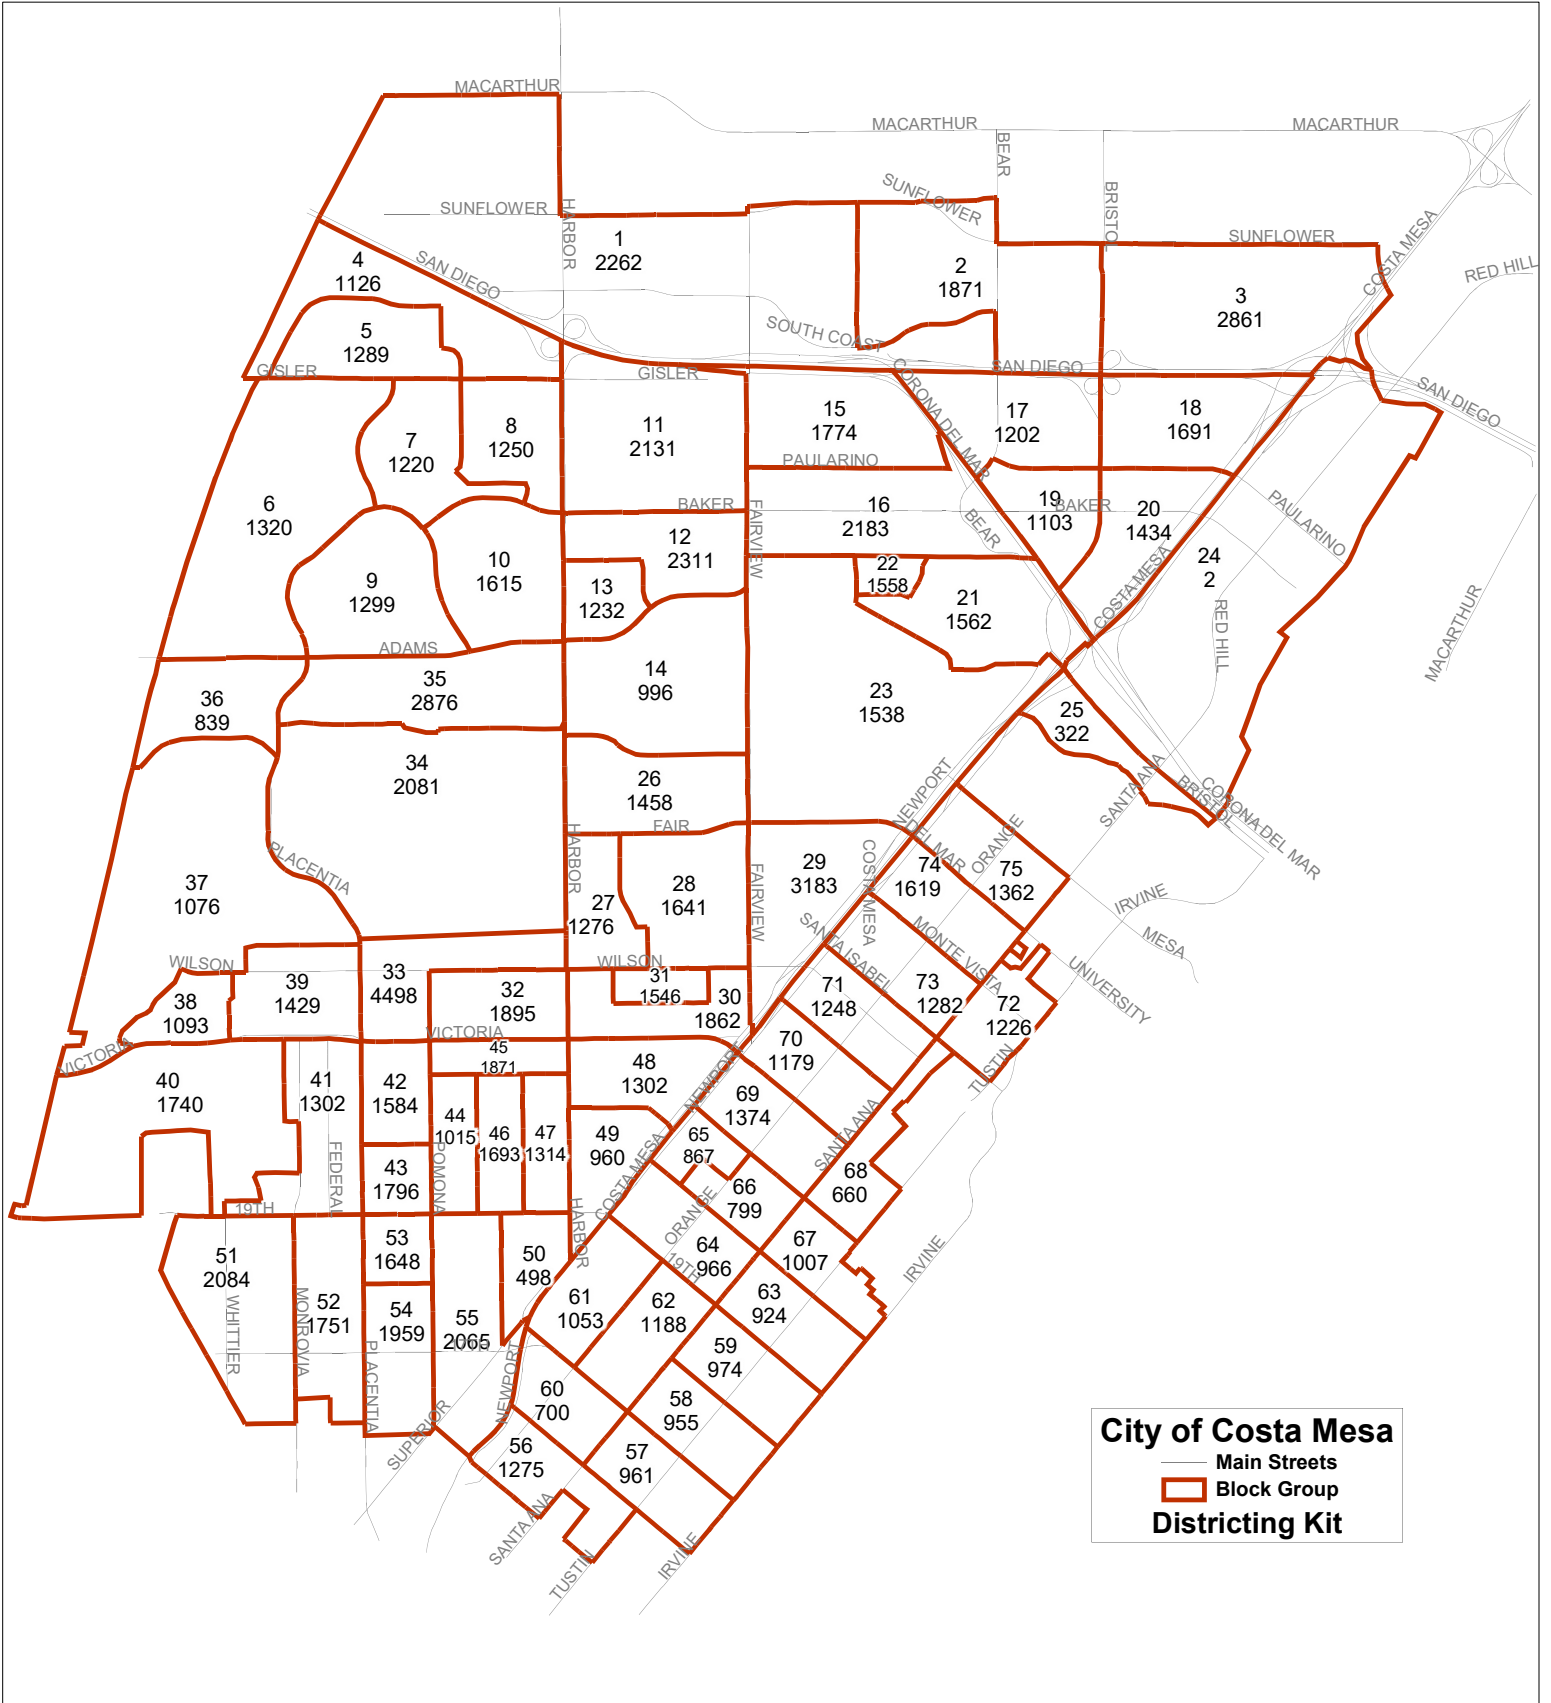 MACARTHUR
MACARTHUR
MACARTHUR
BEAR
BRISTOL
SUNFLOWER
SUNFLOWER
SUNFLOWER
HARBOR
COSTA MESA
RED HILL
1
2262
2
1871
3
2861
4
1126
SAN DIEGO
5
1289
SOUTH COAST
GISLER
GISLER
SAN DIEGO
SAN DIEGO
CORONA DEL MAR
6
1320
7
1220
8
1250
11
2131
15
1774
17
1202
18
1691
PAULARINO
PAULARINO
BAKER
BAKER
FAIRVIEW
BEAR
16
2183
19
1103
20
1434
24
2
12
2311
9
1299
10
1615
13
1232
22
1558
21
1562
COSTA MESA
RED HILL
MACARTHUR
ADAMS
14
996
35
2876
36
839
23
1538
25
322
34
2081
26
1458
NEWPORT
SANTA ANA
BRISTOL
CORONA DEL MAR
FAIR
HARBOR
PLACENTIA
DEL MAR
ORANGE
COSTA MESA
FAIRVIEW
37
1076
27
1276
28
1641
29
3183
74
1619
75
1362
IRVINE
MESA
UNIVERSITY
SANTA ISABEL
MONTE VISTA
WILSON
WILSON
33
4498
39
1429
38
1093
32
1895
31
1546
30
1862
71
1248
73
1282
72
1226
VICTORIA
VICTORIA
TUSTIN
45
1871
48
1302
70
1179
NEWPORT
40
1740
41
1302
42
1584
44
1015
46
1693
47
1314
49
960
69
1374
65
867
SANTA ANA
FEDERAL
POMONA
COSTA MESA
43
1796
66
799
68
660
19TH
HARBOR
ORANGE
19TH
IRVINE
51
2084
53
1648
50
498
64
966
67
1007
63
924
WHITTIER
MONROVIA
PLACENTIA
52
1751
54
1959
55
2065
17TH
61
1053
62
1188
59
974
NEWPORT
SUPERIOR
60
700
58
955
56
1275
57
961
SANTA ANA
TUSTIN
IRVINE
City of Costa Mesa
Main Streets
Block Group
Districting Kit